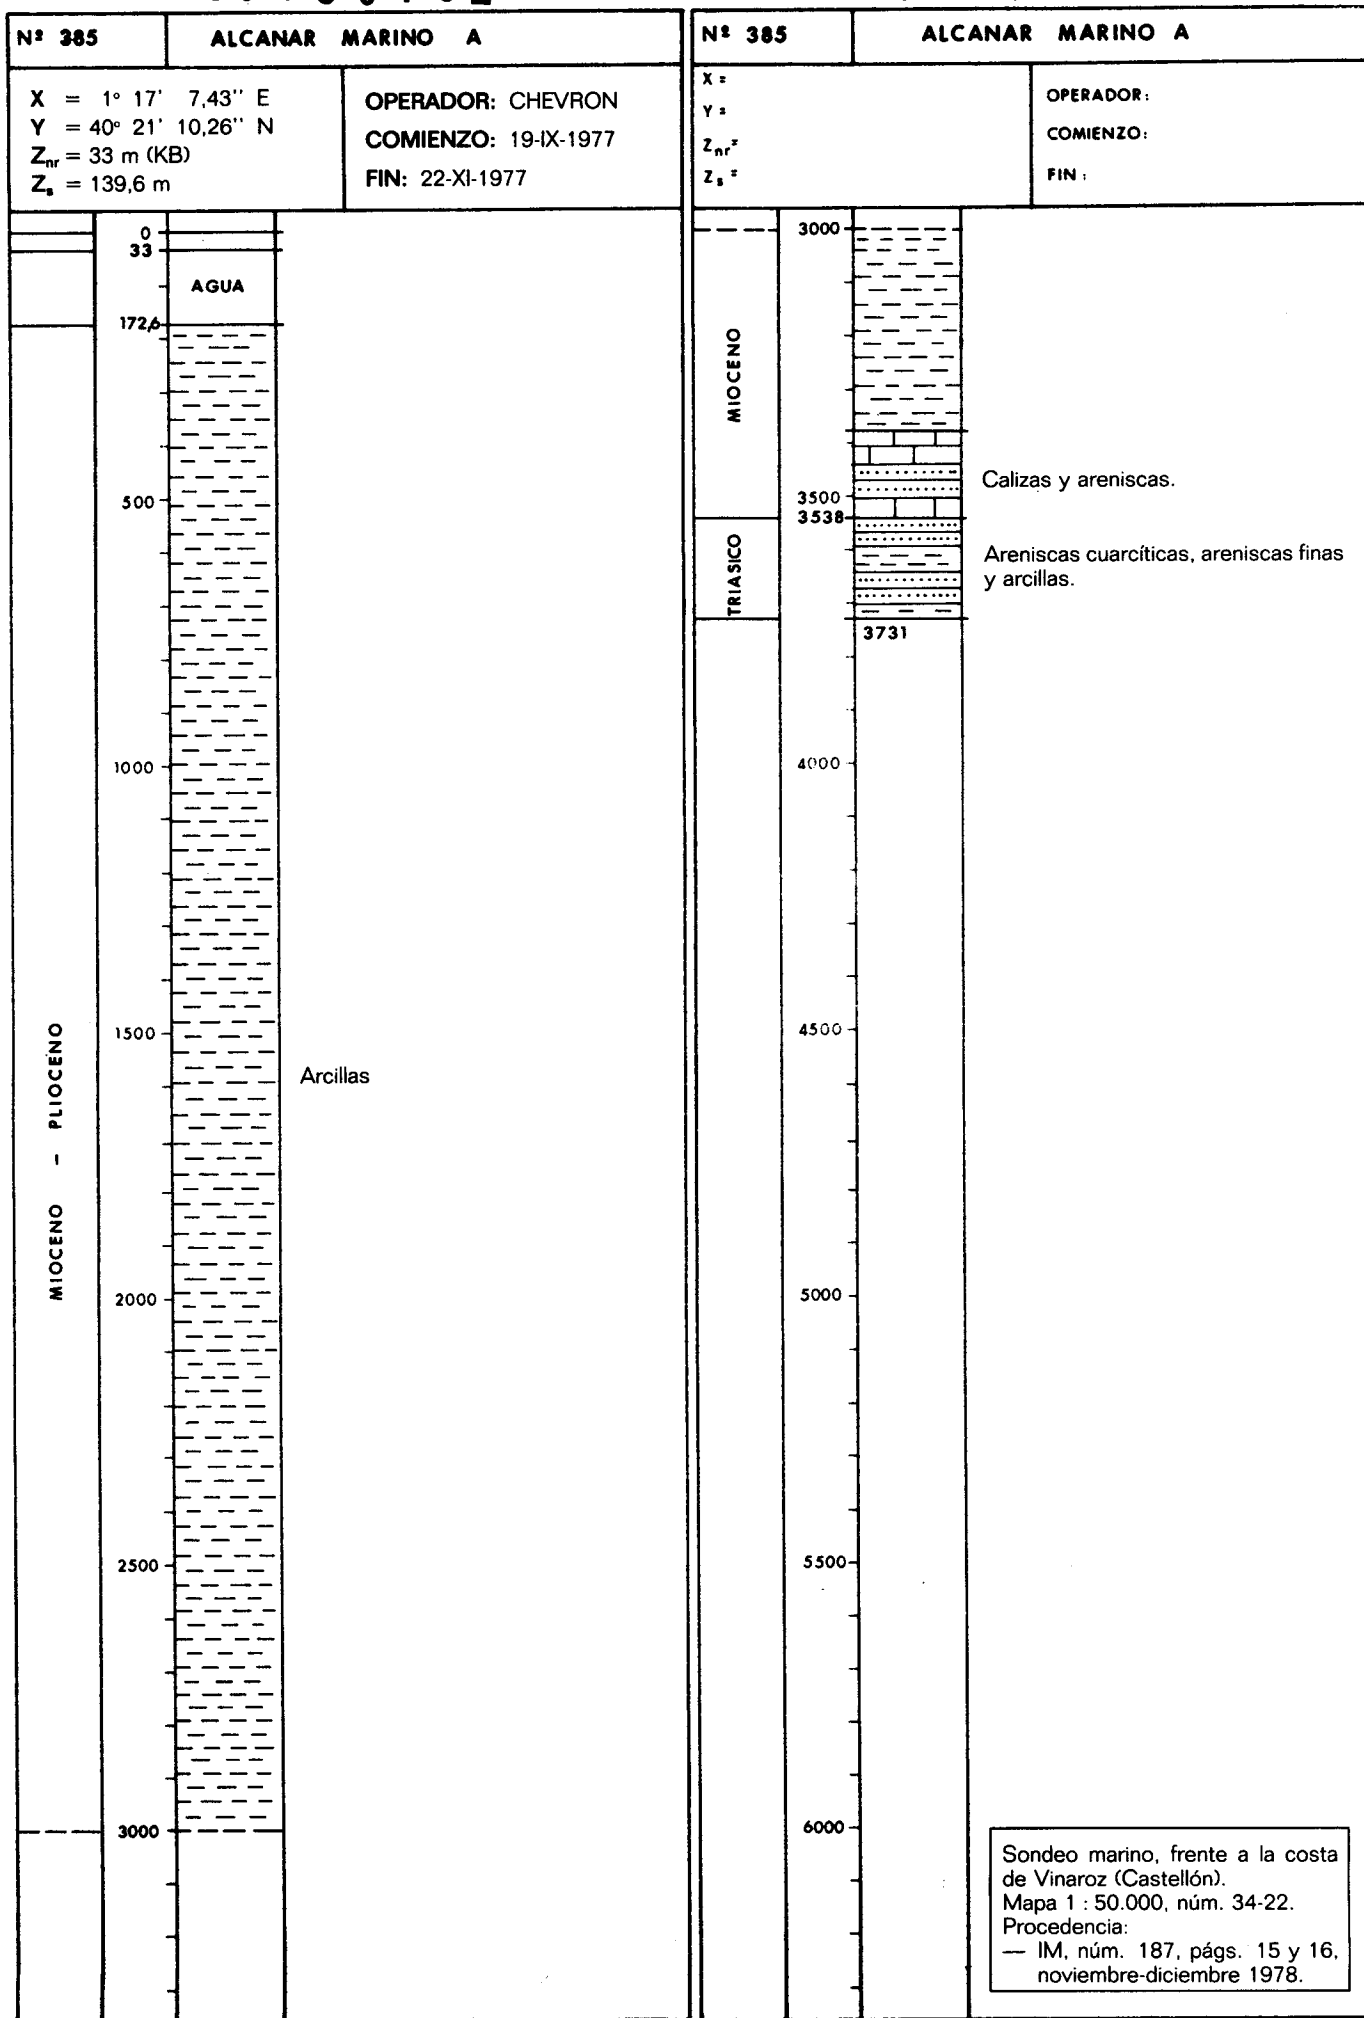 Nº 385 ALCANAR MARINO A
X = 1° 17' 7,43'' E
Y = 40° 21' 10,26'' N
Znr = 33 m (KB)
Zs = 139,6 m
OPERADOR: CHEVRON
COMIENZO: 19-IX-1977
FIN: 22-XI-1977
0
33
AGUA
172,6
500
1000
1500
Arcillas
MIOCENO - PLIOCENO
2000
2500
3000
Nº 385 ALCANAR MARINO A
X =
Y =
Znr=
Zs =
OPERADOR:
COMIENZO:
FIN:
3000
MIOCENO
Calizas y areniscas.
3500
3538
TRIASICO
Areniscas cuarcíticas, areniscas finas
y arcillas.
3731
4000
4500
5000
5500
6000
Sondeo marino, frente a la costa
de Vinaroz (Castellón).
Mapa 1 : 50.000, núm. 34-22.
Procedencia:
— IM, núm. 187, págs. 15 y 16,
noviembre-diciembre 1978.